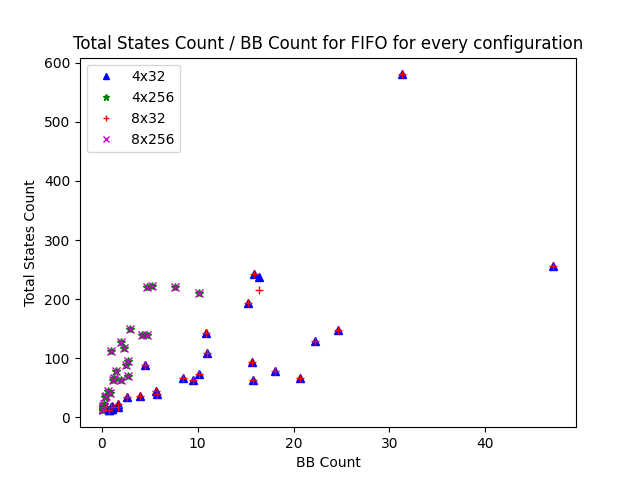 Total States Count / BB Count for FIFO for every configuration
600
500
400
300
200
100
0
Total States Count
4x32
4x256
8x32
8x256
0
10
20
30
40
BB Count